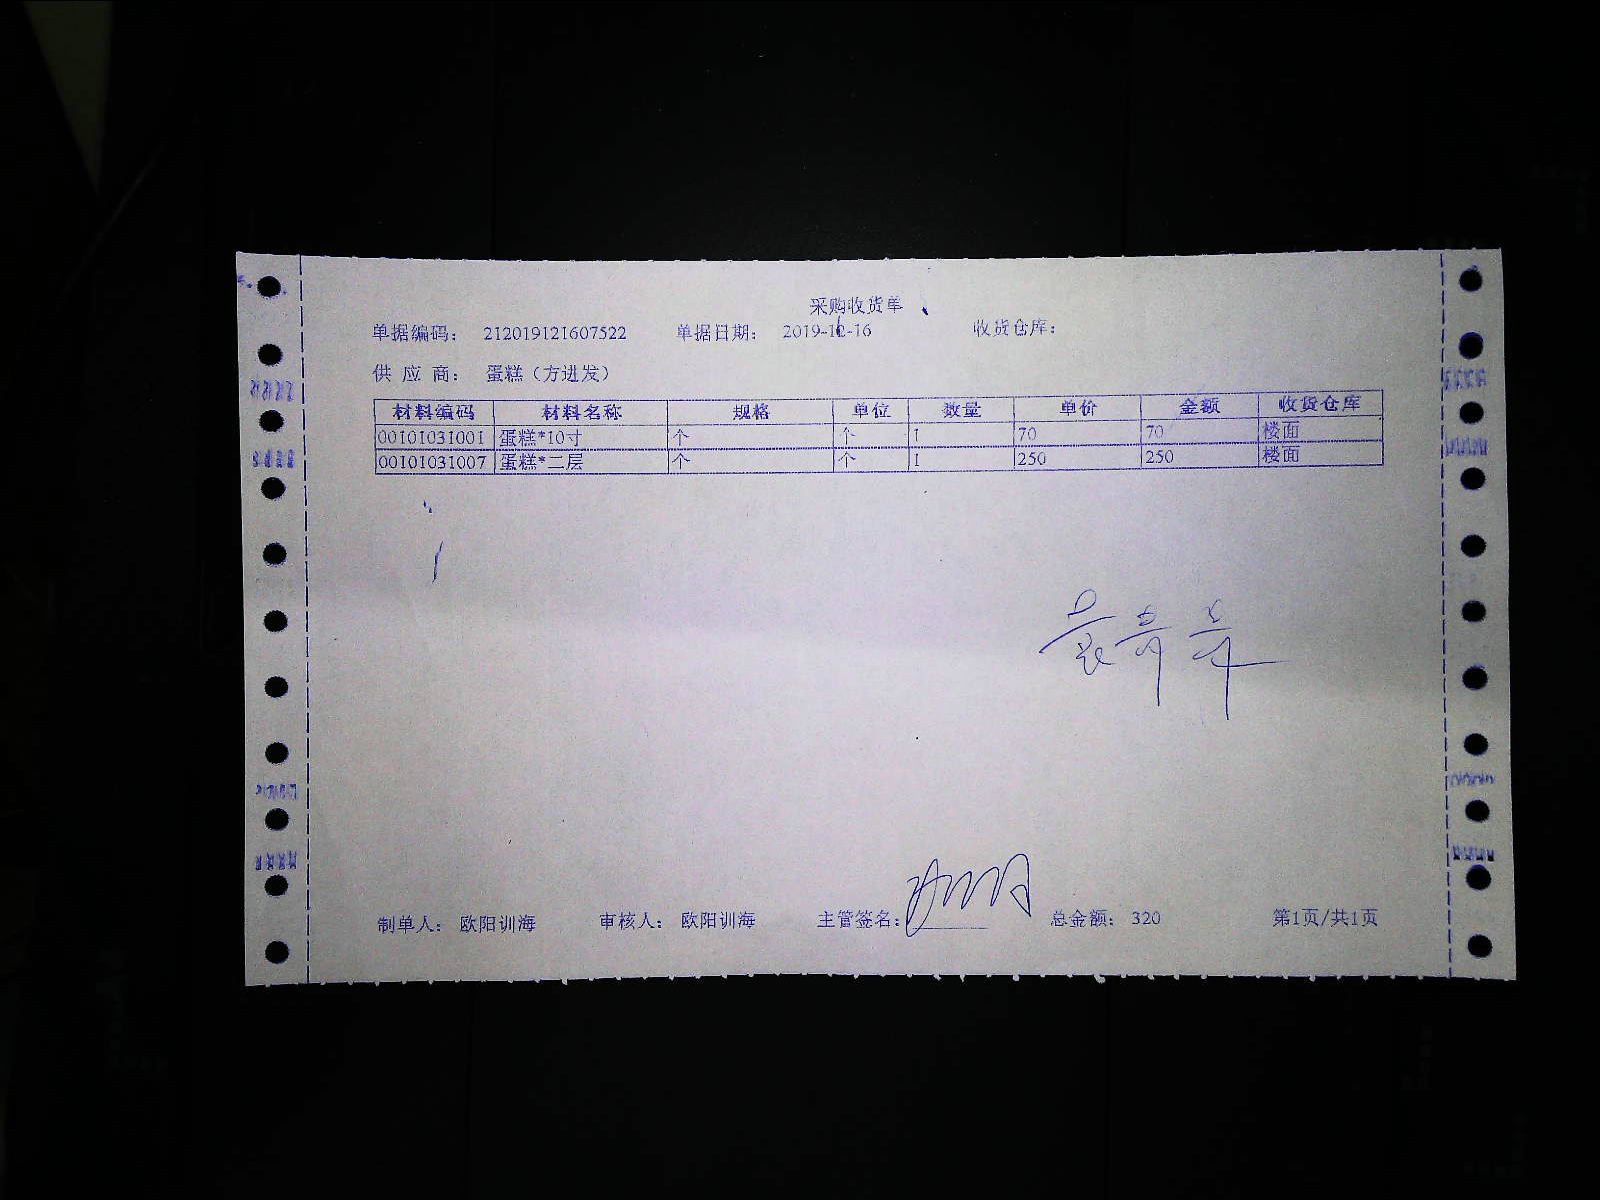 采购收货单
单据编码： 212019121607522 单据日期： 2019-12-16 收货仓库：
供 应 商： 蛋糕（方进发）
材料编码 材料名称 规格 单位 数量 单价 金额 收货仓库
00101031001 蛋糕*10寸 个 个 1 70 70 楼面
00101031007 蛋糕*二层 个 个 1 250 250 楼面
制单人： 欧阳训海 审核人： 欧阳训海 主管签名： 总金额： 320 第1页/共1页